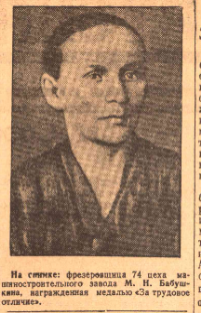 На снимке: фрезеровщица 74 цеха ма-
шиностроительного завода М. Н. Бабуш-
кина, награжденная медалью «За трудовое
отличие».